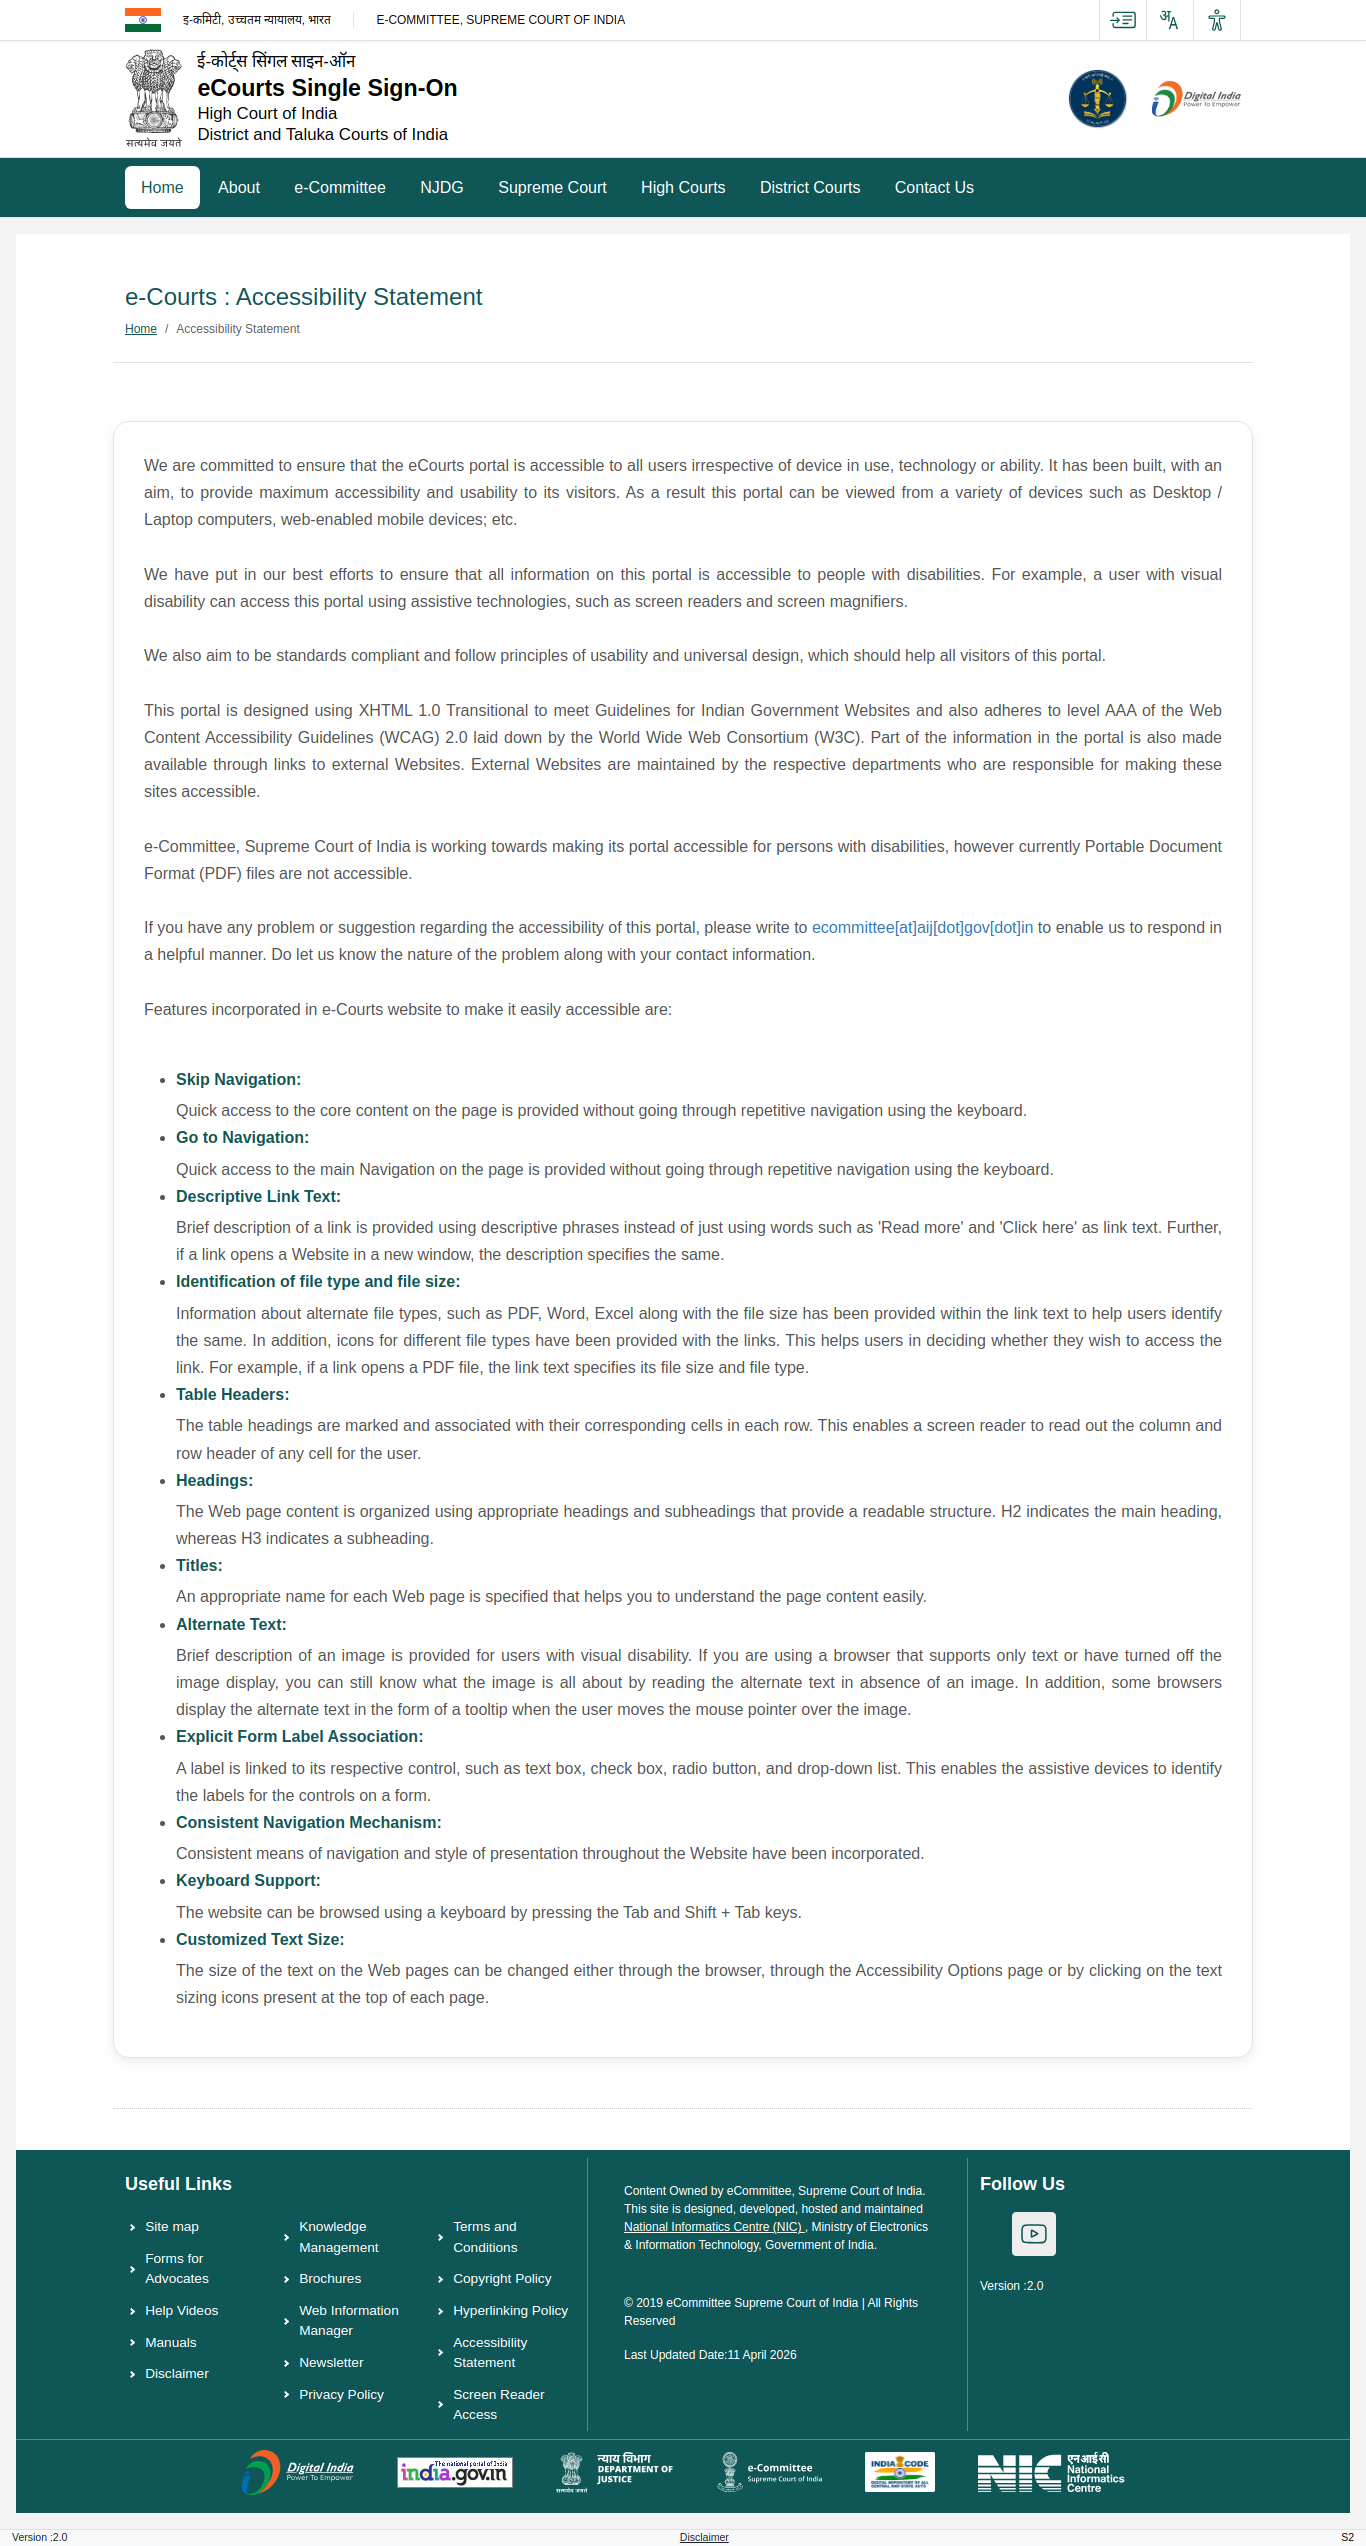 इ-कमिटी, उच्चतम न्यायालय, भारत
E-COMMITTEE, SUPREME COURT OF INDIA
अ A
सत्यमेव जयते
ई-कोर्ट्स सिंगल साइन-ऑन
eCourts Single Sign-On
High Court of India
District and Taluka Courts of India
Digital India
Power To Empower
Home
About
e-Committee
NJDG
Supreme Court
High Courts
District Courts
Contact Us
e-Courts : Accessibility Statement
Home / Accessibility Statement
We are committed to ensure that the eCourts portal is accessible to all users irrespective of device in use, technology or ability. It has been built, with an
aim, to provide maximum accessibility and usability to its visitors. As a result this portal can be viewed from a variety of devices such as Desktop /
Laptop computers, web-enabled mobile devices; etc.
We have put in our best efforts to ensure that all information on this portal is accessible to people with disabilities. For example, a user with visual
disability can access this portal using assistive technologies, such as screen readers and screen magnifiers.
We also aim to be standards compliant and follow principles of usability and universal design, which should help all visitors of this portal.
This portal is designed using XHTML 1.0 Transitional to meet Guidelines for Indian Government Websites and also adheres to level AAA of the Web
Content Accessibility Guidelines (WCAG) 2.0 laid down by the World Wide Web Consortium (W3C). Part of the information in the portal is also made
available through links to external Websites. External Websites are maintained by the respective departments who are responsible for making these
sites accessible.
e-Committee, Supreme Court of India is working towards making its portal accessible for persons with disabilities, however currently Portable Document
Format (PDF) files are not accessible.
If you have any problem or suggestion regarding the accessibility of this portal, please write to ecommittee[at]aij[dot]gov[dot]in to enable us to respond in
a helpful manner. Do let us know the nature of the problem along with your contact information.
Features incorporated in e-Courts website to make it easily accessible are:
• Skip Navigation:
Quick access to the core content on the page is provided without going through repetitive navigation using the keyboard.
• Go to Navigation:
Quick access to the main Navigation on the page is provided without going through repetitive navigation using the keyboard.
• Descriptive Link Text:
Brief description of a link is provided using descriptive phrases instead of just using words such as 'Read more' and 'Click here' as link text. Further,
if a link opens a Website in a new window, the description specifies the same.
• Identification of file type and file size:
Information about alternate file types, such as PDF, Word, Excel along with the file size has been provided within the link text to help users identify
the same. In addition, icons for different file types have been provided with the links. This helps users in deciding whether they wish to access the
link. For example, if a link opens a PDF file, the link text specifies its file size and file type.
• Table Headers:
The table headings are marked and associated with their corresponding cells in each row. This enables a screen reader to read out the column and
row header of any cell for the user.
• Headings:
The Web page content is organized using appropriate headings and subheadings that provide a readable structure. H2 indicates the main heading,
whereas H3 indicates a subheading.
• Titles:
An appropriate name for each Web page is specified that helps you to understand the page content easily.
• Alternate Text:
Brief description of an image is provided for users with visual disability. If you are using a browser that supports only text or have turned off the
image display, you can still know what the image is all about by reading the alternate text in absence of an image. In addition, some browsers
display the alternate text in the form of a tooltip when the user moves the mouse pointer over the image.
• Explicit Form Label Association:
A label is linked to its respective control, such as text box, check box, radio button, and drop-down list. This enables the assistive devices to identify
the labels for the controls on a form.
• Consistent Navigation Mechanism:
Consistent means of navigation and style of presentation throughout the Website have been incorporated.
• Keyboard Support:
The website can be browsed using a keyboard by pressing the Tab and Shift + Tab keys.
• Customized Text Size:
The size of the text on the Web pages can be changed either through the browser, through the Accessibility Options page or by clicking on the text
sizing icons present at the top of each page.
Useful Links
Site map
Forms for
Advocates
Help Videos
Manuals
Disclaimer
Knowledge
Management
Brochures
Web Information
Manager
Newsletter
Privacy Policy
Terms and
Conditions
Copyright Policy
Hyperlinking Policy
Accessibility
Statement
Screen Reader
Access
Content Owned by eCommittee, Supreme Court of India.
This site is designed, developed, hosted and maintained
National Informatics Centre (NIC) , Ministry of Electronics
& Information Technology, Government of India.
© 2019 eCommittee Supreme Court of India | All Rights
Reserved
Last Updated Date:11 April 2026
Follow Us
Version :2.0
Digital India
Power To Empower
The national portal of India
india.gov.in
सत्यमेव जयते
न्याय विभाग
DEPARTMENT OF
JUSTICE
e-Committee
Supreme Court of India
INDIA CODE
DIGITAL REPOSITORY OF ALL
CENTRAL AND STATE ACTS
NIC
एनआईसी
National
Informatics
Centre
Version :2.0
Disclaimer
S2